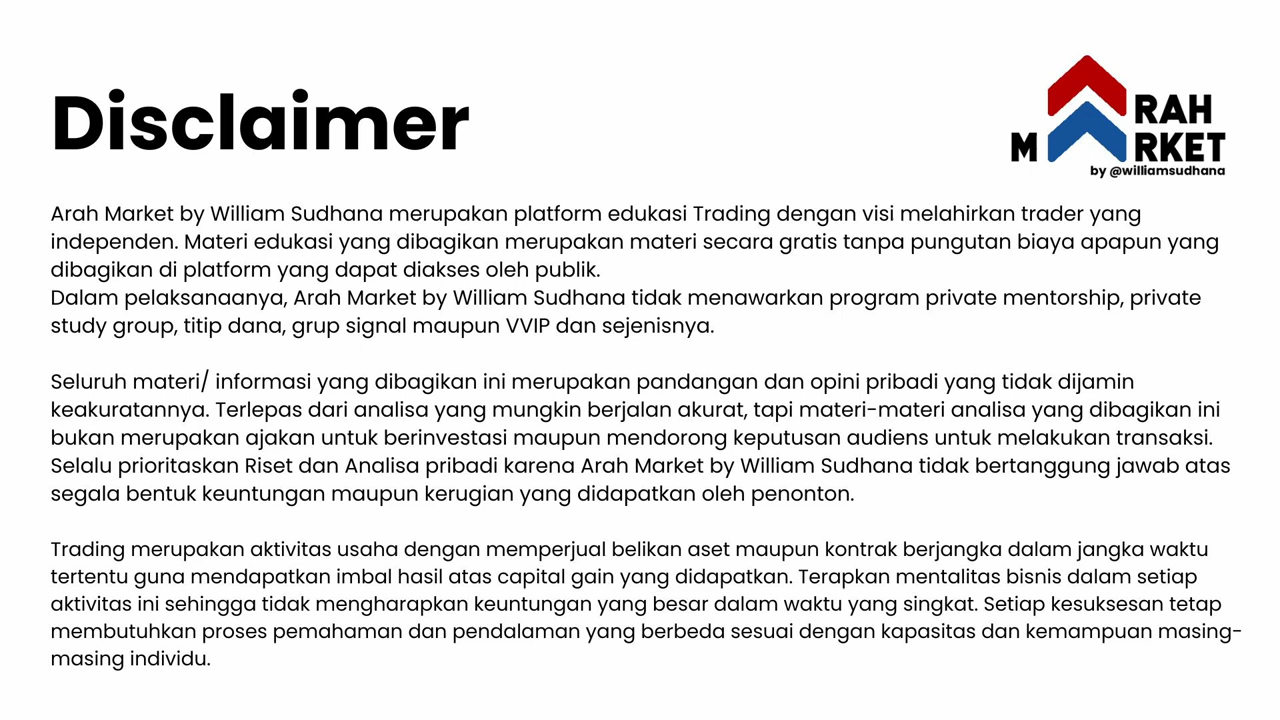 Disclaimer
RAH
M RKET
by @williamsudhana
Arah Market by William Sudhana merupakan platform edukasi Trading dengan visi melahirkan trader yang
independen. Materi edukasi yang dibagikan merupakan materi secara gratis tanpa pungutan biaya apapun yang
dibagikan di platform yang dapat diakses oleh publik.
Dalam pelaksanaanya, Arah Market by William Sudhana tidak menawarkan program private mentorship, private
study group, titip dana, grup signal maupun VVIP dan sejenisnya.
Seluruh materi/ informasi yang dibagikan ini merupakan pandangan dan opini pribadi yang tidak dijamin
keakuratannya. Terlepas dari analisa yang mungkin berjalan akurat, tapi materi-materi analisa yang dibagikan ini
bukan merupakan ajakan untuk berinvestasi maupun mendorong keputusan audiens untuk melakukan transaksi.
Selalu prioritaskan Riset dan Analisa pribadi karena Arah Market by William Sudhana tidak bertanggung jawab atas
segala bentuk keuntungan maupun kerugian yang didapatkan oleh penonton.
Trading merupakan aktivitas usaha dengan memperjual belikan aset maupun kontrak berjangka dalam jangka waktu
tertentu guna mendapatkan imbal hasil atas capital gain yang didapatkan. Terapkan mentalitas bisnis dalam setiap
aktivitas ini sehingga tidak mengharapkan keuntungan yang besar dalam waktu yang singkat. Setiap kesuksesan tetap
membutuhkan proses pemahaman dan pendalaman yang berbeda sesuai dengan kapasitas dan kemampuan masing-
masing individu.